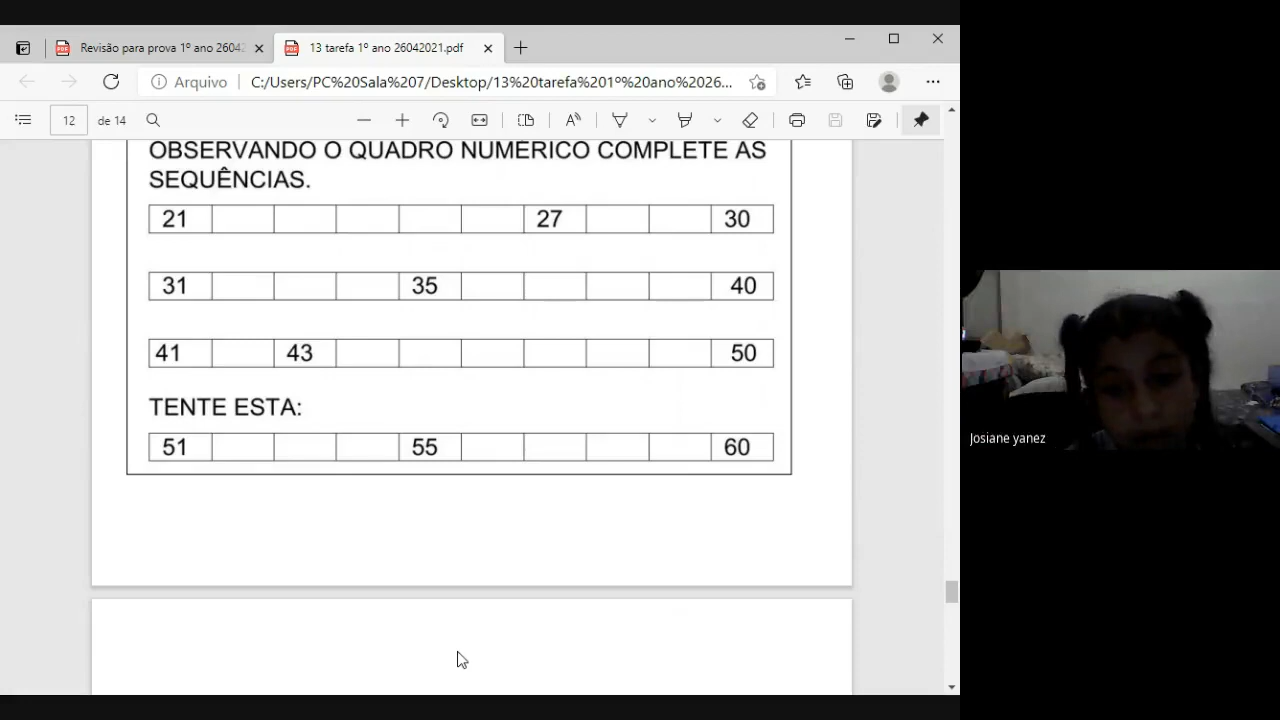 Revisão para prova 1º ano 2604
13 tarefa 1º ano 26042021.pdf
Arquivo
C:/Users/PC%20Sala%207/Desktop/13%20tarefa%201º%20ano%2026...
12 de 14
OBSERVANDO O QUADRO NUMERICO COMPLETE AS
SEQUÊNCIAS.
21 27 30
31 35 40
41 43 50
TENTE ESTA:
51 55 60
Josiane yanez